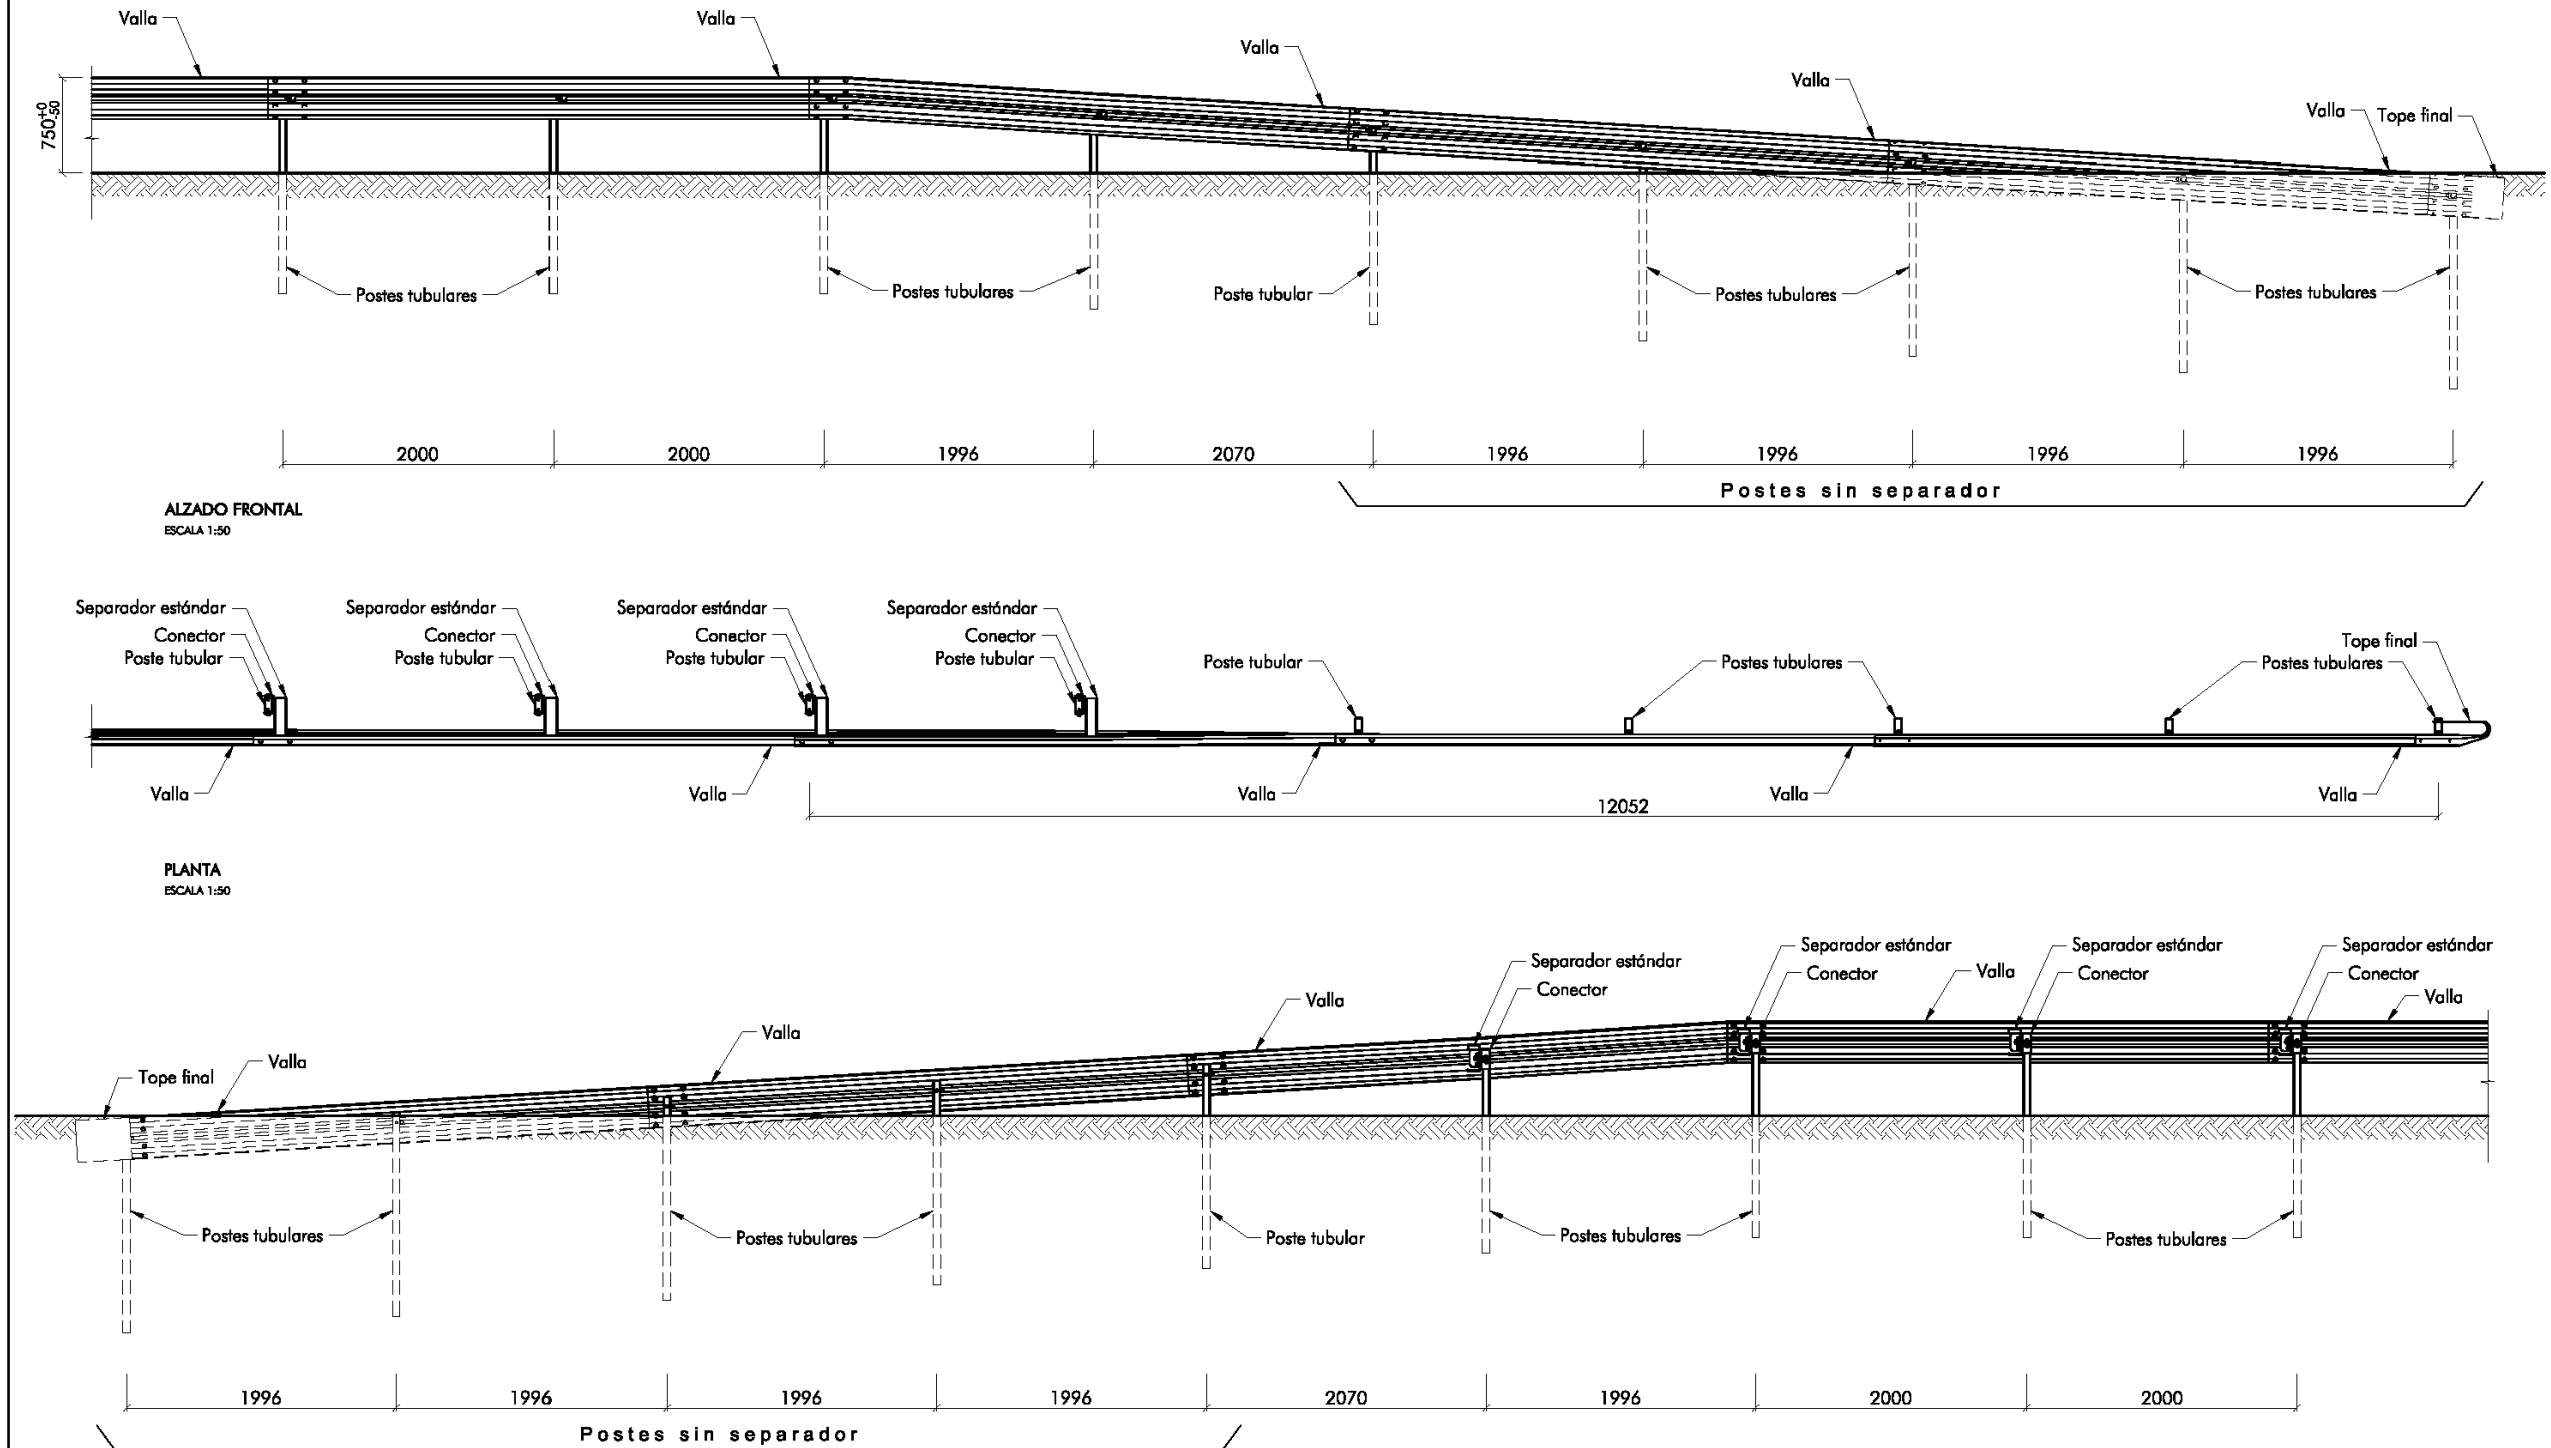 Valla
Valla
Valla
Valla
Valla
Tope final
750 +0 -50
Postes tubulares
Postes tubulares
Poste tubular
Postes tubulares
Postes tubulares
2000
2000
1996
2070
1996
1996
1996
1996
Postes sin separador
ALZADO FRONTAL
ESCALA 1:50
Separador estándar
Conector
Poste tubular
Separador estándar
Conector
Poste tubular
Separador estándar
Conector
Poste tubular
Separador estándar
Conector
Poste tubular
Poste tubular
Postes tubulares
Tope final
Postes tubulares
Valla
Valla
Valla
Valla
Valla
12052
PLANTA
ESCALA 1:50
Tope final
Valla
Valla
Valla
Separador estándar
Conector
Separador estándar
Conector
Valla
Separador estándar
Conector
Separador estándar
Conector
Valla
Postes tubulares
Postes tubulares
Poste tubular
Postes tubulares
Postes tubulares
1996
1996
1996
1996
2070
1996
2000
2000
Postes sin separador